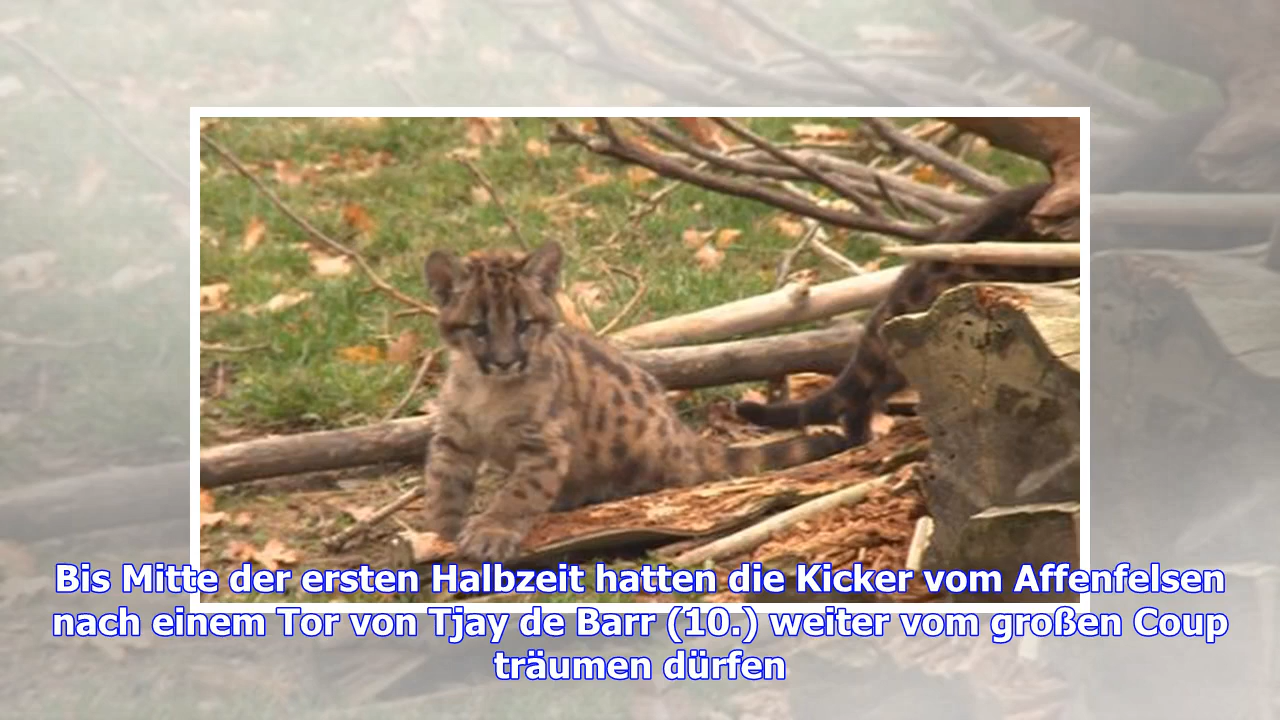 Bis Mitte der ersten Halbzeit hatten die Kicker vom Affenfelsen
nach einem Tor von Tjay de Barr (10.) weiter vom großen Coup
träumen dürfen